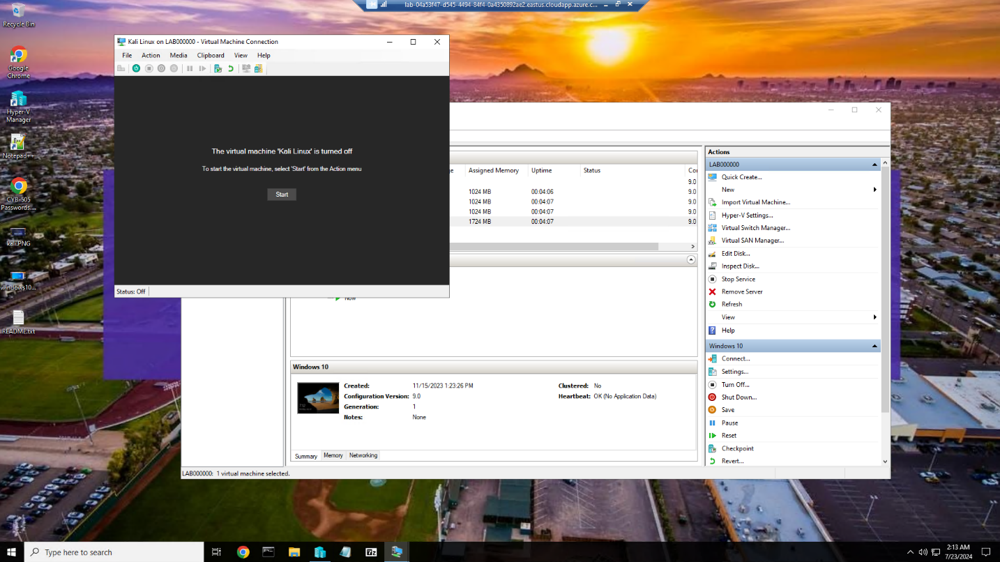 lab-04a53f47-d545-4494-84f4-0a4350892ae2.eastus.cloudapp.azure.c...
Recycle Bin
Google
Chrome
Hyper-V
Manager
Notepad++
CYB-505
Passwords....
kali.PNG
windows10...
README.txt
Kali Linux on LAB000000 - Virtual Machine Connection
File Action Media Clipboard View Help
The virtual machine 'Kali Linux' is turned off
To start the virtual machine, select 'Start' from the Action menu
Start
Status: Off
Assigned Memory Uptime Status
9.0
1024 MB 00:04:06 9.0
1024 MB 00:04:07 9.0
1024 MB 00:04:07 9.0
1724 MB 00:04:07 9.0
Now
Windows 10
Created: 11/15/2023 1:23:26 PM Clustered: No
Configuration Version: 9.0 Heartbeat: OK (No Application Data)
Generation: 1
Notes: None
Summary Memory Networking
LAB000000: 1 virtual machine selected.
Actions
LAB000000
Quick Create...
New
Import Virtual Machine...
Hyper-V Settings...
Virtual Switch Manager...
Virtual SAN Manager...
Edit Disk...
Inspect Disk...
Stop Service
Remove Server
Refresh
View
Help
Windows 10
Connect...
Settings...
Turn Off...
Shut Down...
Save
Pause
Reset
Checkpoint
Revert...
Type here to search
2:13 AM
7/23/2024